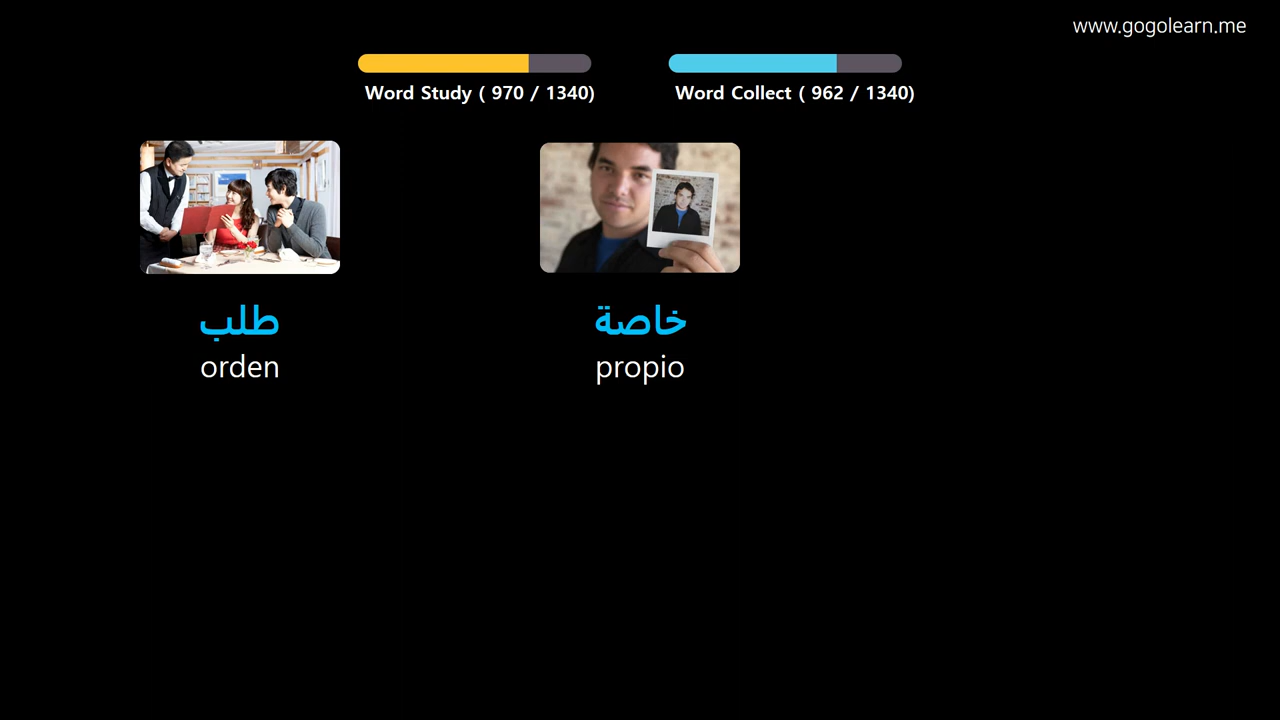 www.gogolearn.me
Word Study ( 970 / 1340)
Word Collect ( 962 / 1340)
طلب
orden
خاصة
propio